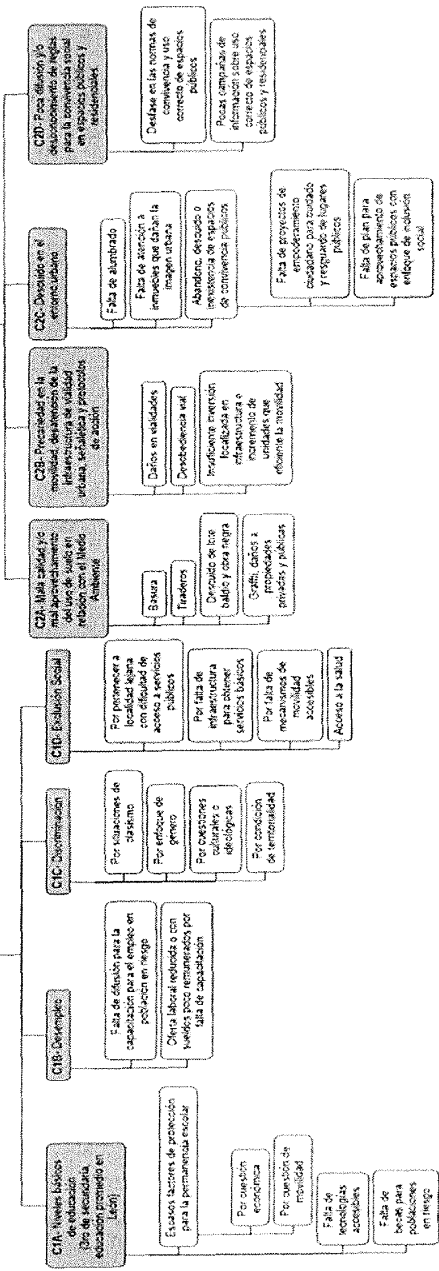 C1A- Niveles básicos
de educación
(3ro de secundaria,
educación promedio en
León)
Escasos factores de protección
para la permanencia escolar
Por cuestión
económica
Por cuestión de
movilidad
Falta de
tecnologías
accesibles
Falta de
becas para
poblaciones
en riesgo
C1B- Desempleo
Falta de difusión para la
capacitación para el empleo en
población en riesgo
Oferta laboral reducida o con
sueldos poco remunerados por
falta de capacitación
C1C- Discriminación
Por situaciones de
clasismo
Por enfoque de
género
Por cuestiones
culturales o
ideológicas
Por condición
de territorialidad
C1D- Exclusión Social
Por pertenecer a
localidad lejana
con dificultad de
acceso a servicios
públicos
Por falta de
infraestructura
para obtener
servicios básicos
Por falta de
mecanismos de
movilidad
accesibles
Acceso a la salud
C2A- Mala calidad y/o
mal aprovechamiento
del uso de suelo en
relación con el Medio
Ambiente
Basura
Tiraderos
Descuido de lote
baldío y obra negra
Graffiti, daños a
propiedades
privadas y públicas
C2B- Precariedad en la
movilidad, desatención de la
infraestructura de vialidad
urbana, señalética y protocolos
de acción
Daños en vialidades
Desobediencia vial
Insuficiente inversión
focalizada en
infraestructura e
incremento de
unidades que
eficiente la movilidad
C2C- Descuido en el
entorno urbano
Falta de alumbrado
Falta de atención a
inmuebles que dañan la
imagen urbana
Abandono, descuido o
inexistencia de espacios
de convivencia públicos
Falta de proyectos de
empoderamiento
ciudadano para cuidado
y resguardo de lugares
públicos
Falta de plan para
aprovechamiento de
espacios públicos con
enfoque de inclusión
social
C2D- Poca difusión y/o
desconocimiento de reglas
para la convivencia social
en espacios públicos y
residenciales
Desfase en las normas de
convivencia y uso
correcto de espacios
públicos
Pocas campañas de
información sobre uso
correcto de espacios
públicos y residenciales